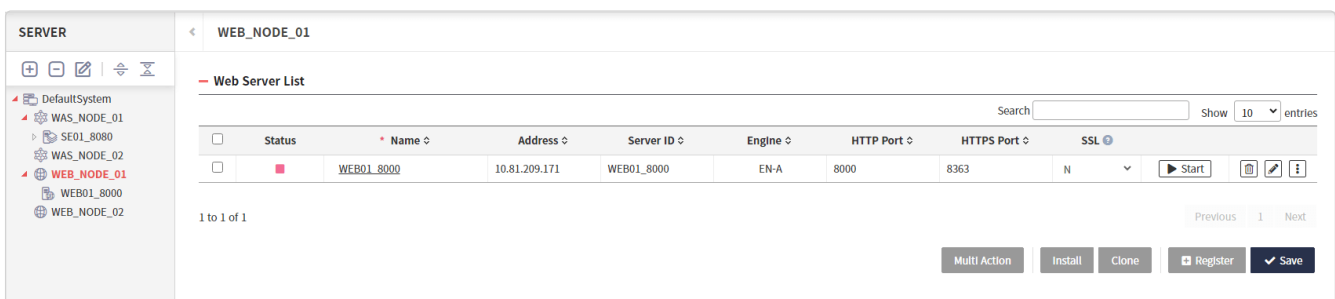 SERVER
WEB_NODE_01
DefaultSystem
WAS_NODE_01
SE01_8080
WAS_NODE_02
WEB_NODE_01
WEB01_8000
WEB_NODE_02
Web Server List
Search
Show 10 entries
Status * Name Address Server ID Engine HTTP Port HTTPS Port SSL
WEB01_8000 10.81.209.171 WEB01_8000 EN-A 8000 8363 N Start
1 to 1 of 1
Previous 1 Next
Multi Action Install Clone Register Save